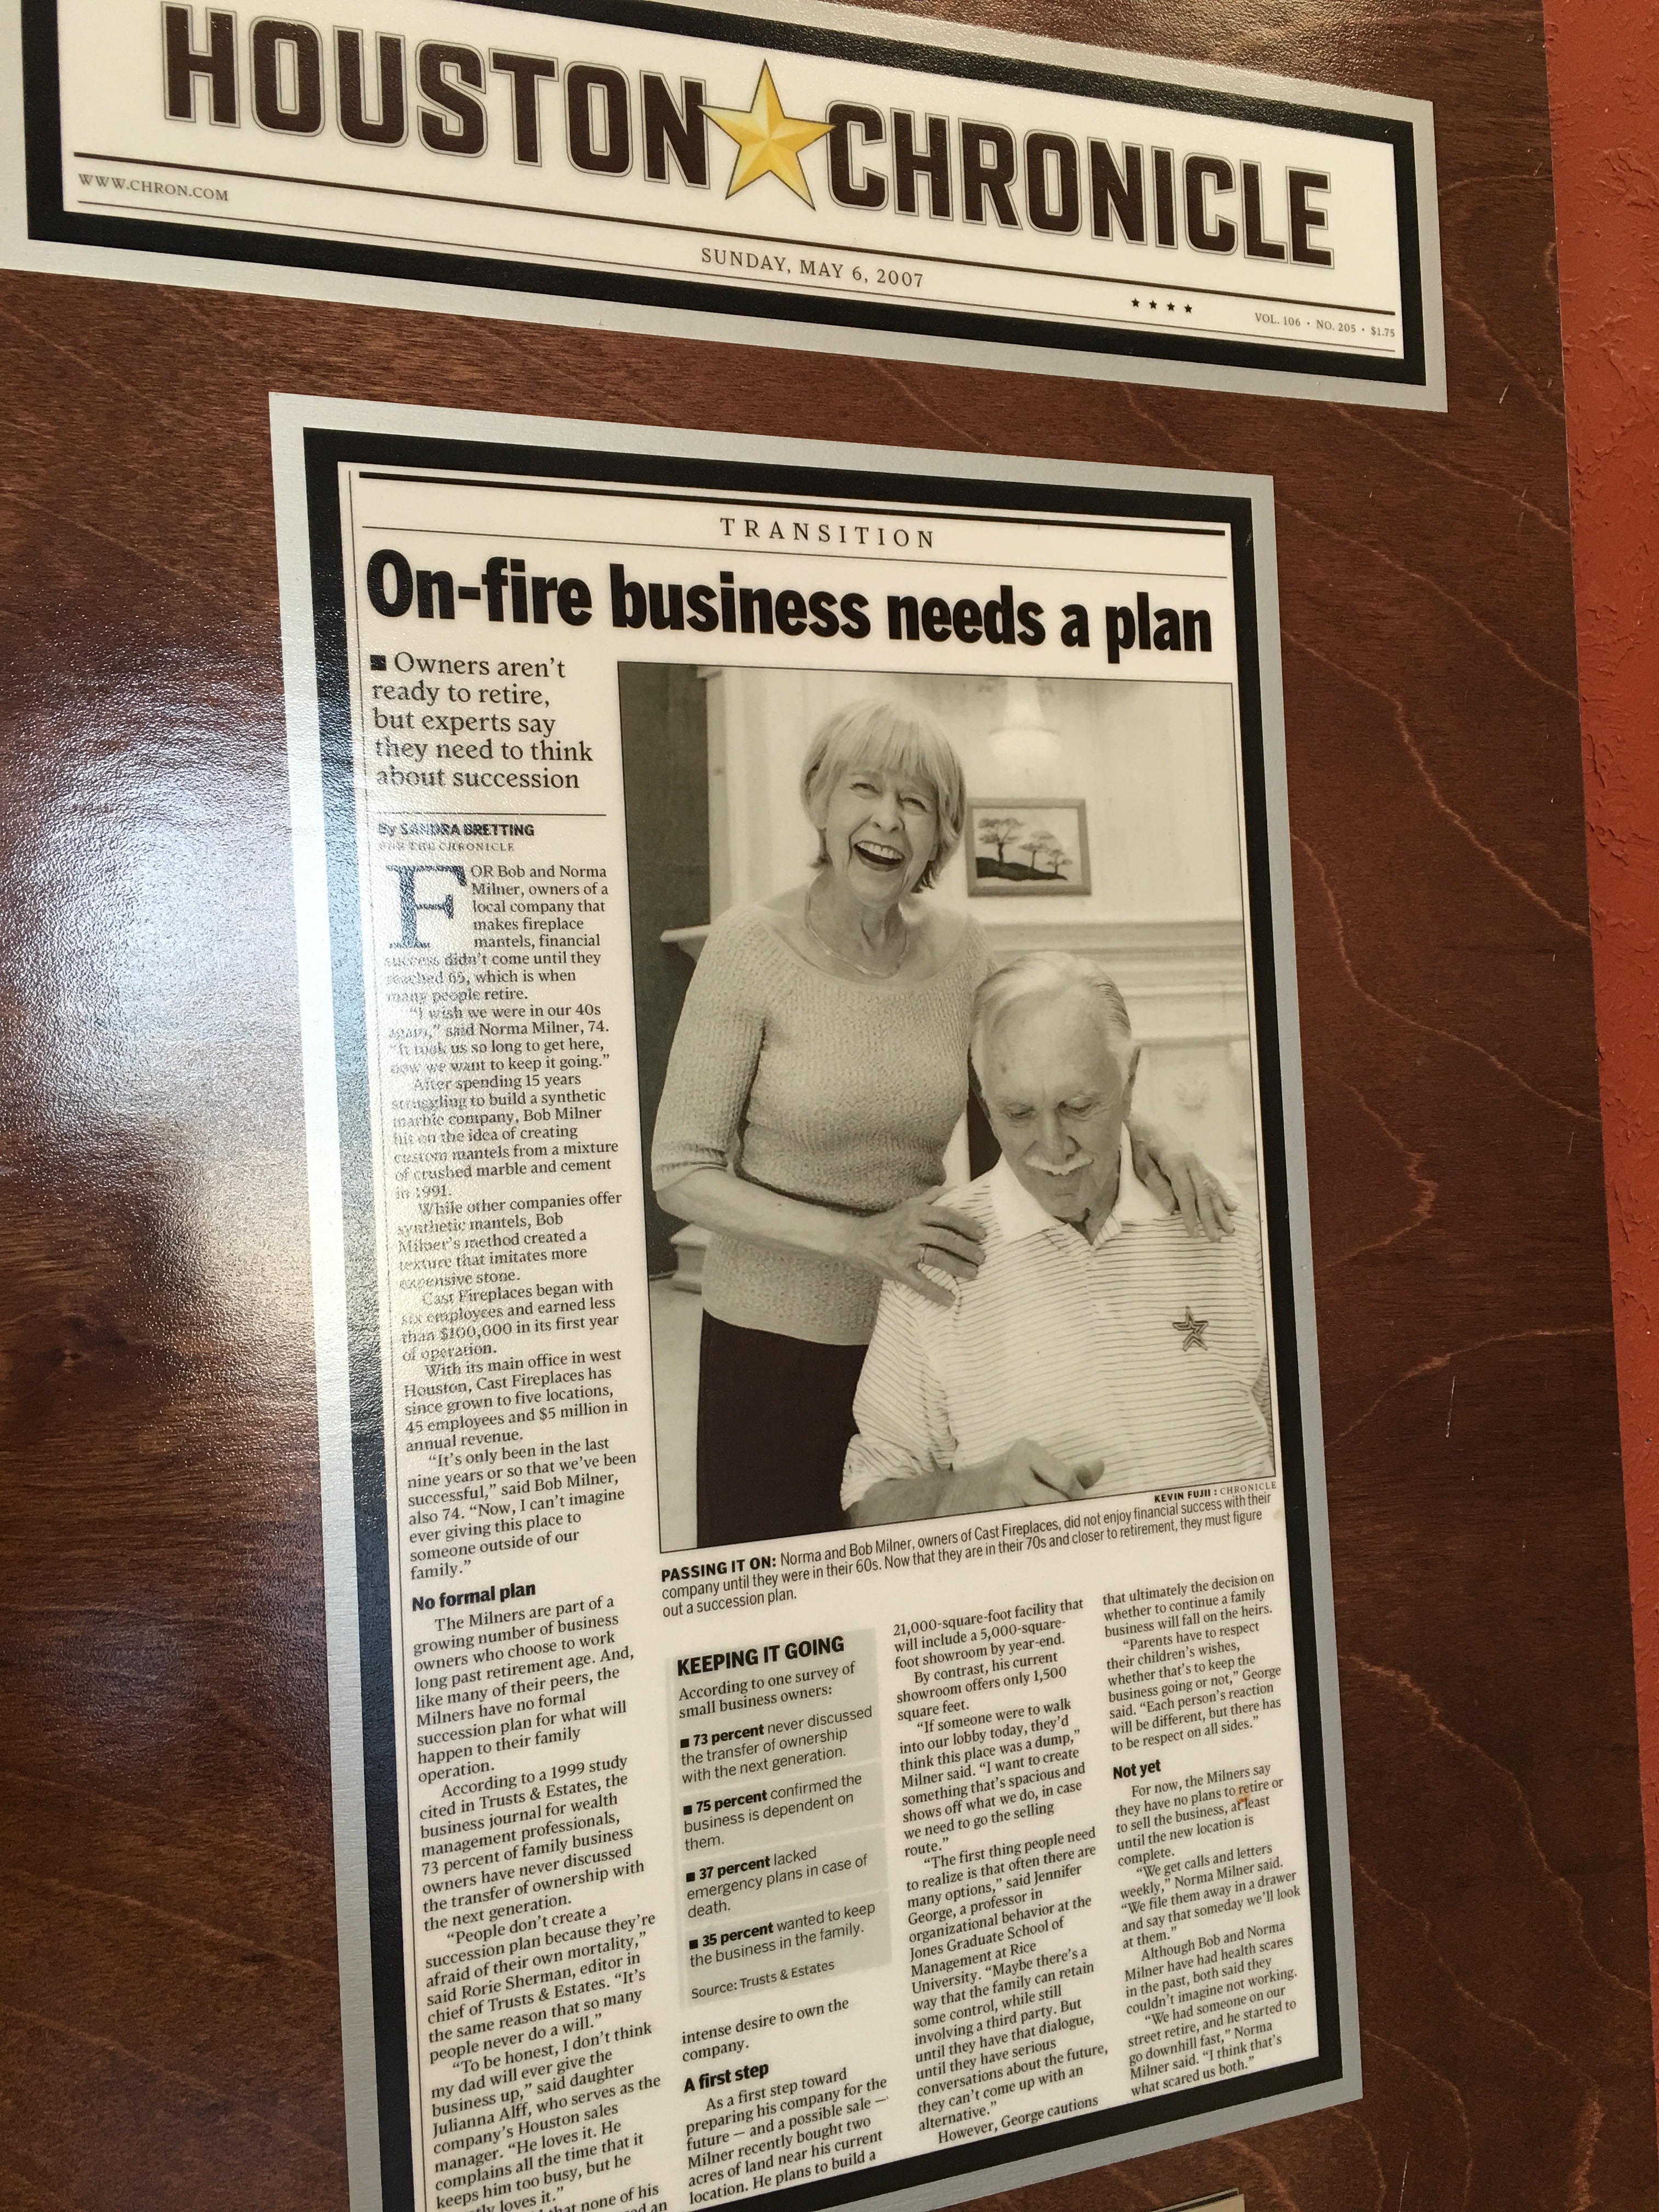 HOUSTON CHRONICLE
WWW.CHRON.COM
SUNDAY, MAY 6, 2007
★ ★ ★ ★
VOL. 106 • NO. 205 • $1.75
TRANSITION
On-fire business needs a plan
■ Owners aren't
ready to retire,
but experts say
they need to think
about succession
By SANDRA BRETTING
FOR THE CHRONICLE
FOR Bob and Norma
Milner, owners of a
local company that
makes fireplace
mantels, financial
success didn't come until they
reached 65, which is when
many people retire.
"I wish we were in our 40s
again," said Norma Milner, 74.
"It took us so long to get here,
now we want to keep it going."
After spending 15 years
struggling to build a synthetic
marble company, Bob Milner
hit on the idea of creating
custom mantels from a mixture
of crushed marble and cement
in 1991.
While other companies offer
synthetic mantels, Bob
Milner's method created a
texture that imitates more
expensive stone.
Cast Fireplaces began with
six employees and earned less
than $100,000 in its first year
of operation.
With its main office in west
Houston, Cast Fireplaces has
since grown to five locations,
45 employees and $5 million in
annual revenue.
"It's only been in the last
nine years or so that we've been
successful," said Bob Milner,
also 74. "Now, I can't imagine
ever giving this place to
someone outside of our
family."
No formal plan
The Milners are part of a
growing number of business
owners who choose to work
long past retirement age. And,
like many of their peers, the
Milners have no formal
succession plan for what will
happen to their family
operation.
According to a 1999 study
cited in Trusts & Estates, the
business journal for wealth
management professionals,
73 percent of family business
owners have never discussed
the transfer of ownership with
the next generation.
"People don't create a
succession plan because they're
afraid of their own mortality,"
said Rorie Sherman, editor in
chief of Trusts & Estates. "It's
the same reason that so many
people never do a will."
"To be honest, I don't think
my dad will ever give the
business up," said daughter
Julianna Alff, who serves as the
company's Houston sales
manager. "He loves it. He
complains all the time that it
keeps him too busy, but he
loves it."
that none of his
KEVIN FUJII : CHRONICLE
PASSING IT ON: Norma and Bob Milner, owners of Cast Fireplaces, did not enjoy financial success with their
company until they were in their 60s. Now that they are in their 70s and closer to retirement, they must figure
out a succession plan.
KEEPING IT GOING
According to one survey of
small business owners:
■ 73 percent never discussed
the transfer of ownership
with the next generation.
■ 75 percent confirmed the
business is dependent on
them.
■ 37 percent lacked
emergency plans in case of
death.
■ 35 percent wanted to keep
the business in the family.
Source: Trusts & Estates
intense desire to own the
company.
A first step
As a first step toward
preparing his company for the
future — and a possible sale —
Milner recently bought two
acres of land near his current
location. He plans to build a
21,000-square-foot facility that
will include a 5,000-square-
foot showroom by year-end.
By contrast, his current
showroom offers only 1,500
square feet.
"If someone were to walk
into our lobby today, they'd
think this place was a dump,"
Milner said. "I want to create
something that's spacious and
shows off what we do, in case
we need to go the selling
route."
"The first thing people need
to realize is that often there are
many options," said Jennifer
George, a professor in
organizational behavior at the
Jones Graduate School of
Management at Rice
University. "Maybe there's a
way that the family can retain
some control, while still
involving a third party. But
until they have that dialogue,
until they have serious
conversations about the future,
they can't come up with an
alternative."
However, George cautions
that ultimately the decision on
whether to continue a family
business will fall on the heirs.
"Parents have to respect
their children's wishes,
whether that's to keep the
business going or not," George
said. "Each person's reaction
will be different, but there has
to be respect on all sides."
Not yet
For now, the Milners say
they have no plans to retire or
to sell the business, at least
until the new location is
complete.
"We get calls and letters
weekly," Norma Milner said.
"We file them away in a drawer
and say that someday we'll look
at them."
Although Bob and Norma
Milner have had health scares
in the past, both said they
couldn't imagine not working.
"We had someone on our
street retire, and he started to
go downhill fast," Norma
Milner said. "I think that's
what scared us both."